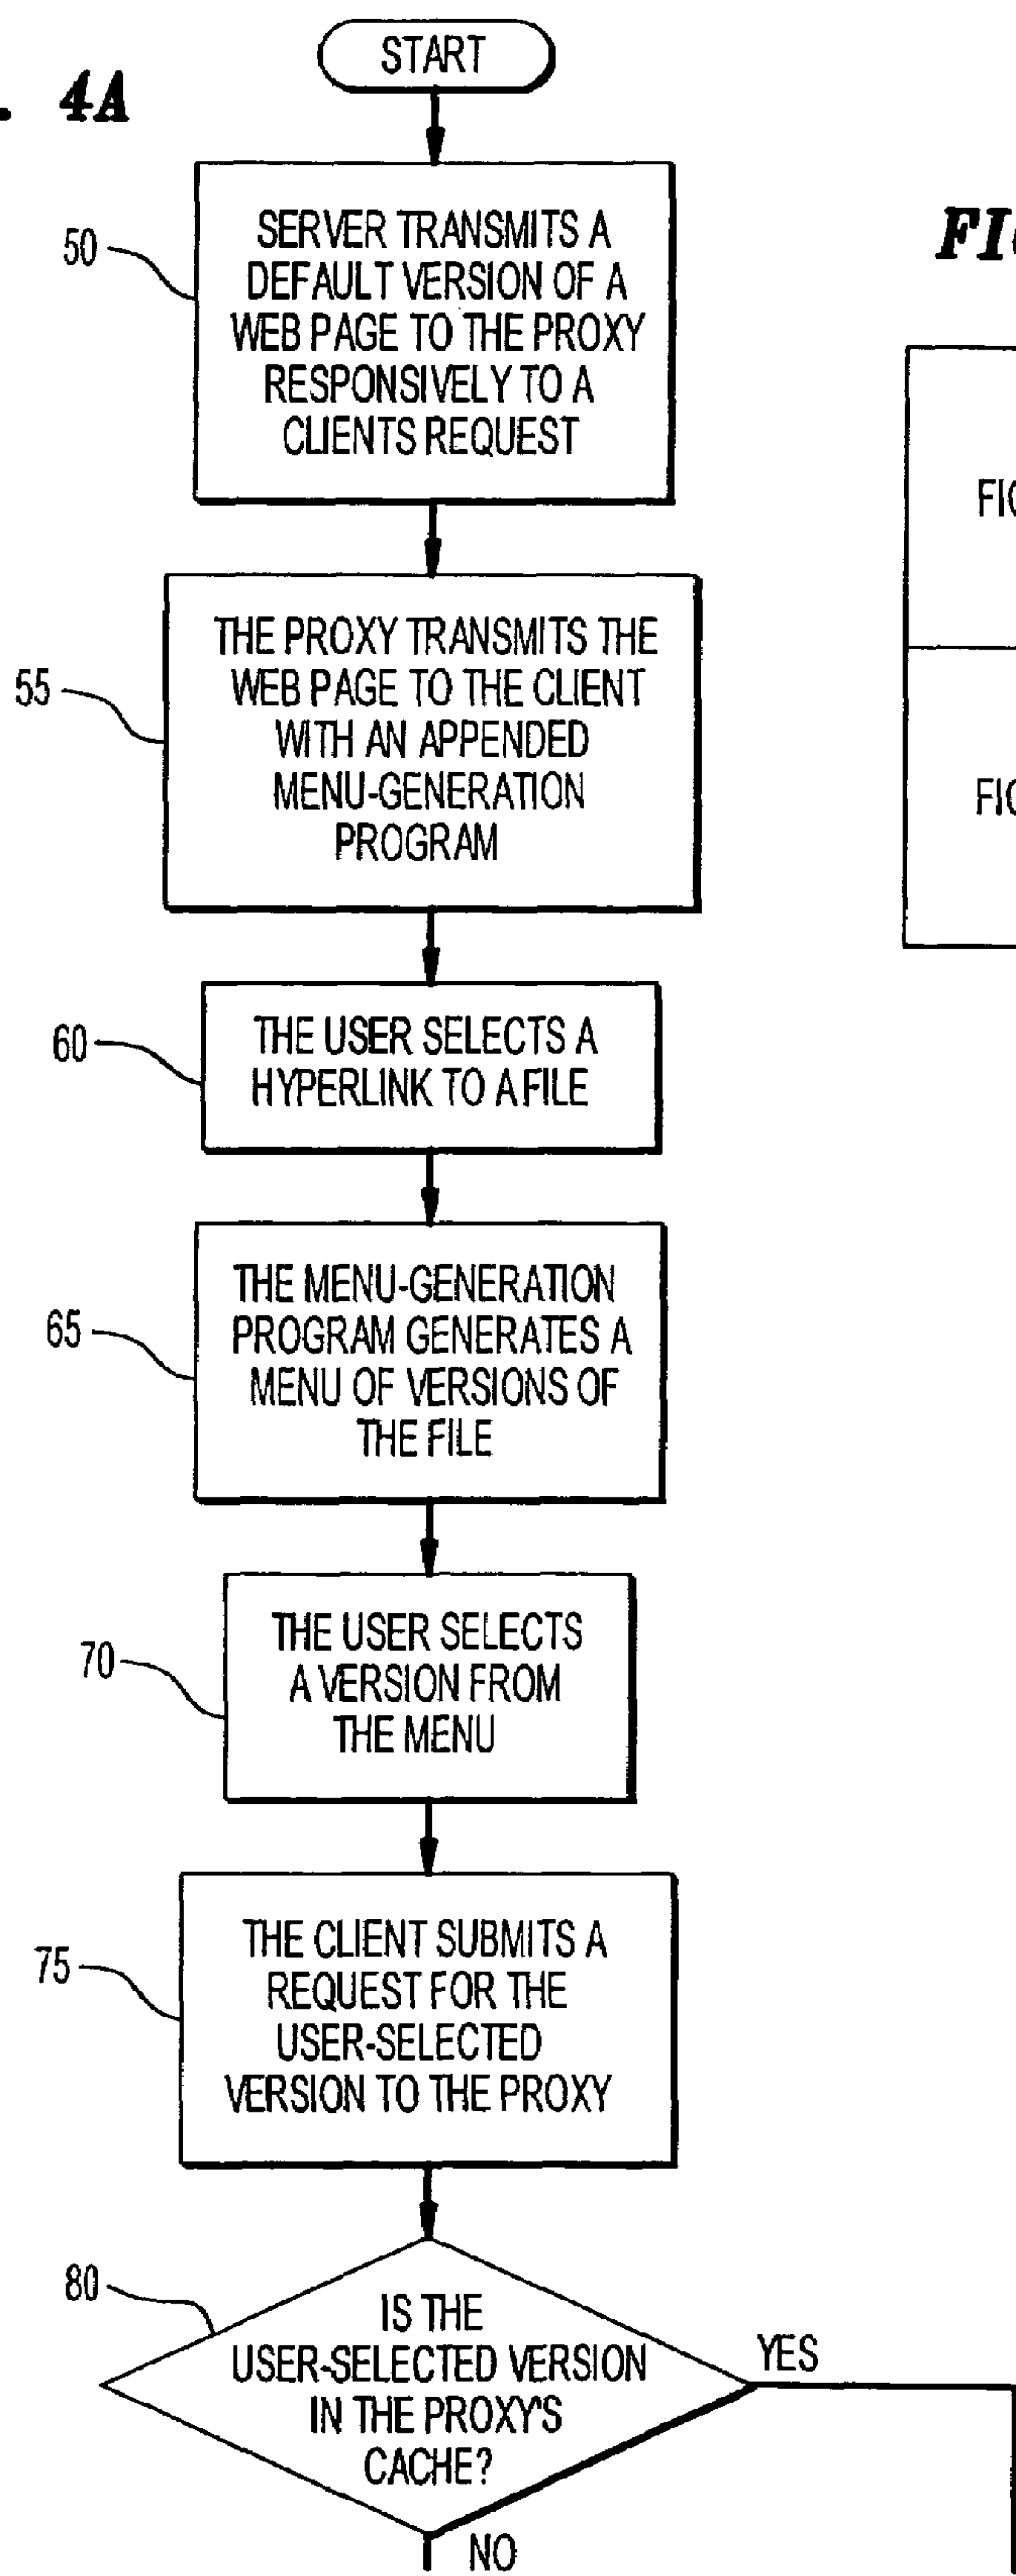 . 4A
START
50
SERVER TRANSMITS A
DEFAULT VERSION OF A
WEB PAGE TO THE PROXY
RESPONSIVELY TO A
CLIENTS REQUEST
55
THE PROXY TRANSMITS THE
WEB PAGE TO THE CLIENT
WITH AN APPENDED
MENU-GENERATION
PROGRAM
60
THE USER SELECTS A
HYPERLINK TO A FILE
65
THE MENU-GENERATION
PROGRAM GENERATES A
MENU OF VERSIONS OF
THE FILE
70
THE USER SELECTS
A VERSION FROM
THE MENU
75
THE CLIENT SUBMITS A
REQUEST FOR THE
USER-SELECTED
VERSION TO THE PROXY
80
IS THE
USER-SELECTED VERSION
IN THE PROXY'S
CACHE?
YES
NO